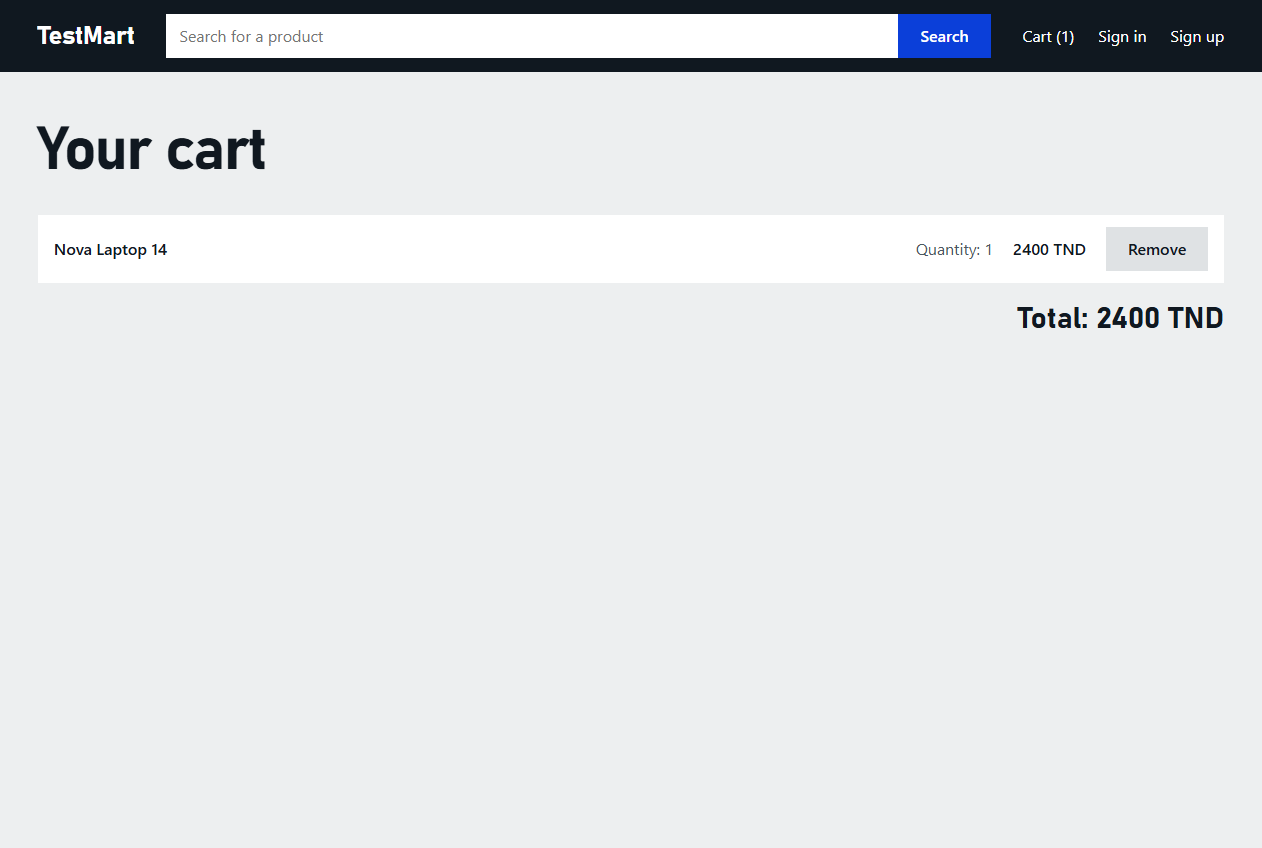 TestMart Search for a product Search Cart (1) Sign in Sign up
Your cart
Nova Laptop 14 Quantity: 1 2400 TND Remove
Total: 2400 TND